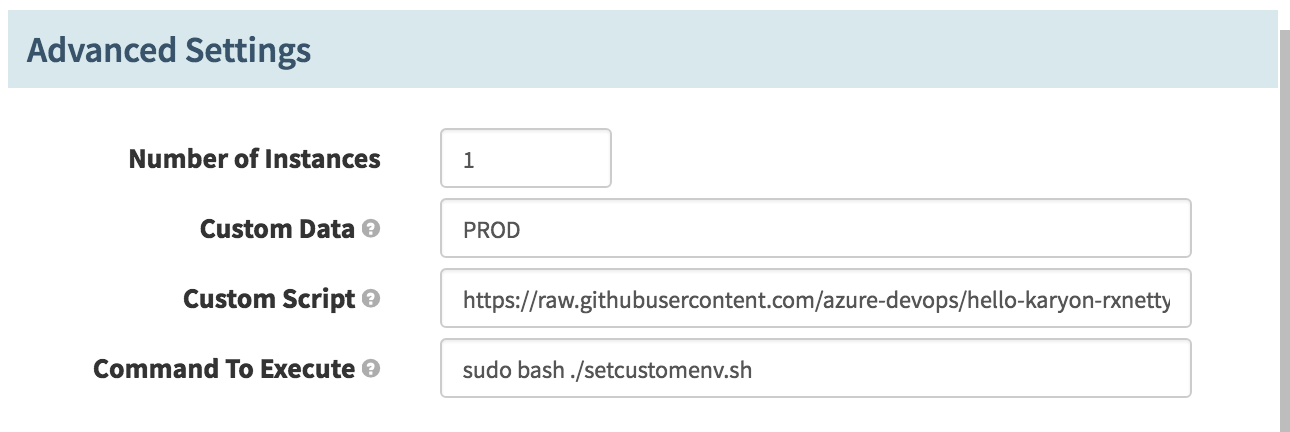 Advanced Settings
Number of Instances 1
Custom Data ? PROD
Custom Script ? https://raw.githubusercontent.com/azure-devops/hello-karyon-rxnetty
Command To Execute ? sudo bash ./setcustomenv.sh